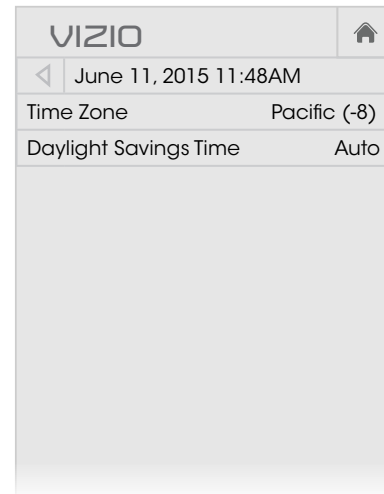 VIZIO
June 11, 2015 11:48AM
Time Zone Pacific (-8)
Daylight Savings Time Auto